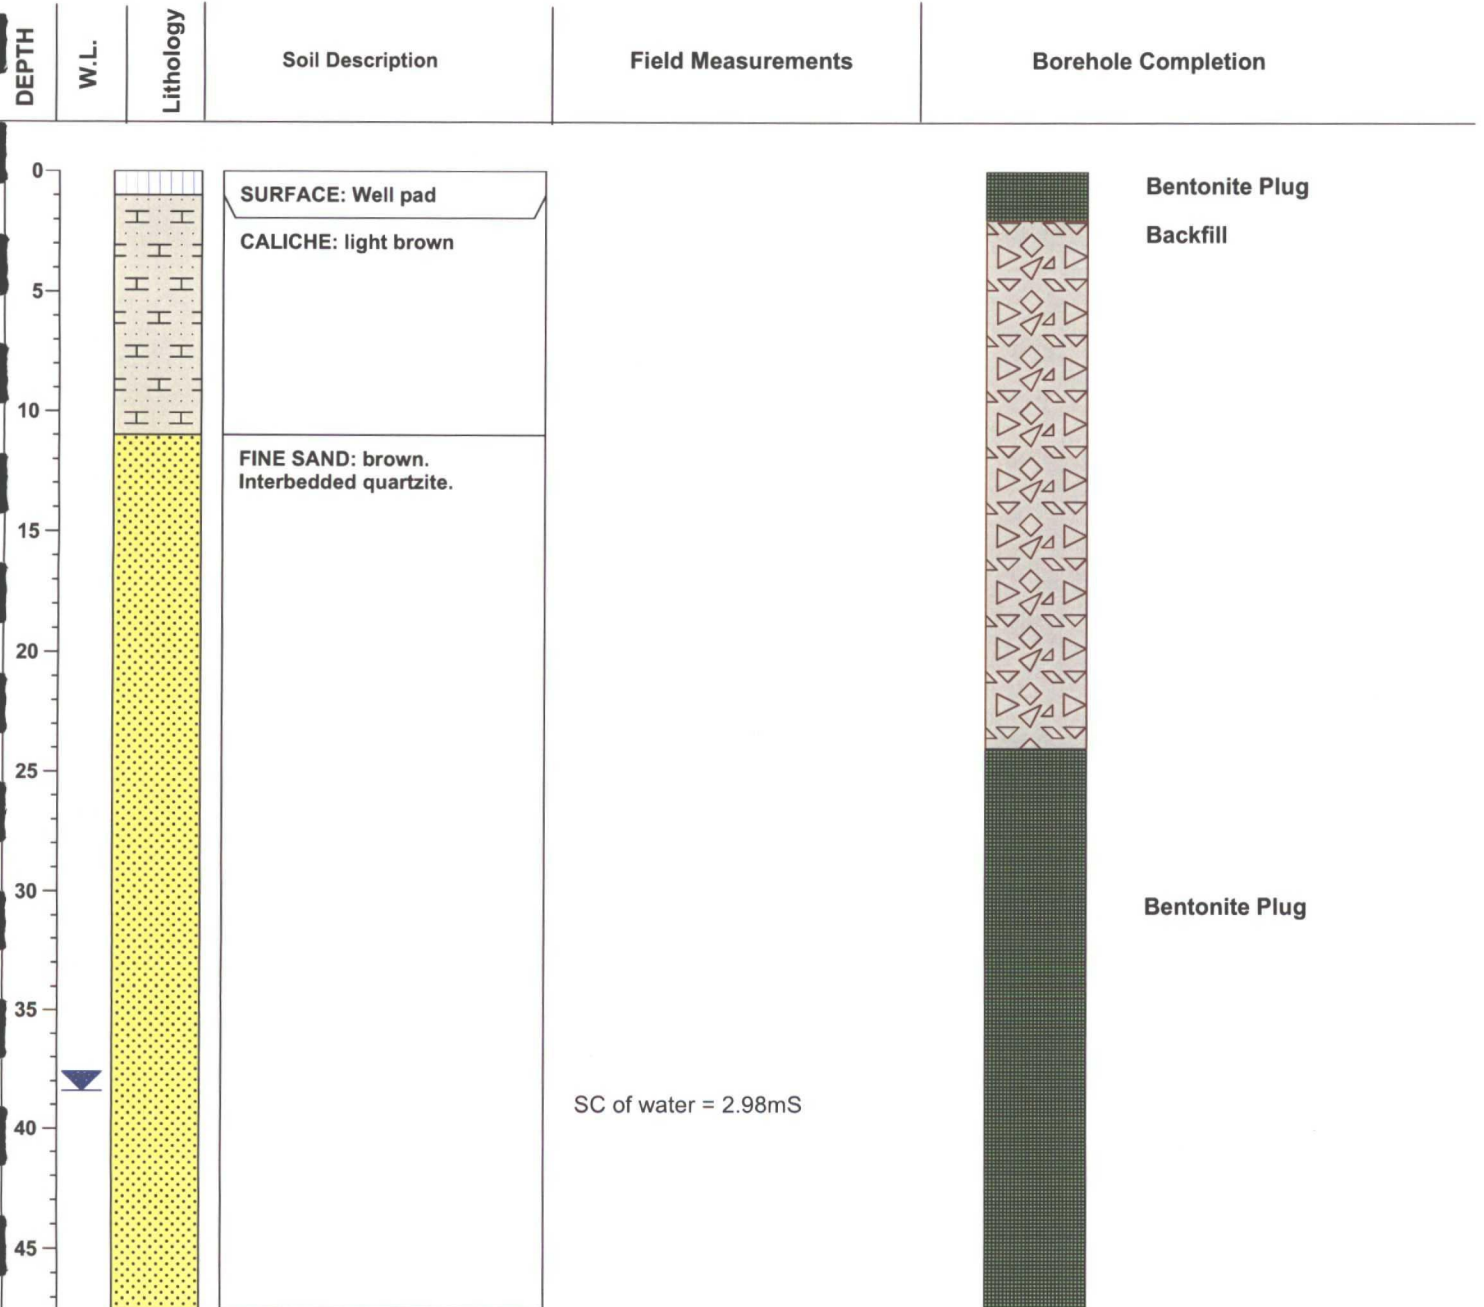 DEPTH
W.L.
Lithology
Soil Description
Field Measurements
Borehole Completion
0
SURFACE: Well pad
Bentonite Plug
CALICHE: light brown
Backfill
5
10
FINE SAND: brown.
Interbedded quartzite.
15
20
25
30
Bentonite Plug
35
SC of water = 2.98mS
40
45